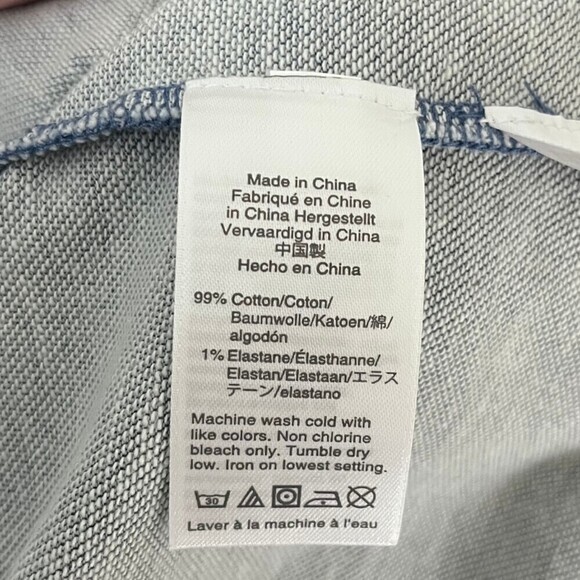 Made in China
Fabriqué en Chine
in China Hergestellt
Vervaardigd in China
中国製
Hecho en China
99% Cotton/Coton/
Baumwolle/Katoen/綿/
algodón
1% Elastane/Élasthanne/
Elastan/Elastaan/エラス
テーン/elastano
Machine wash cold with
like colors. Non chlorine
bleach only. Tumble dry
low. Iron on lowest setting.
30
Laver à la machine à l'eau